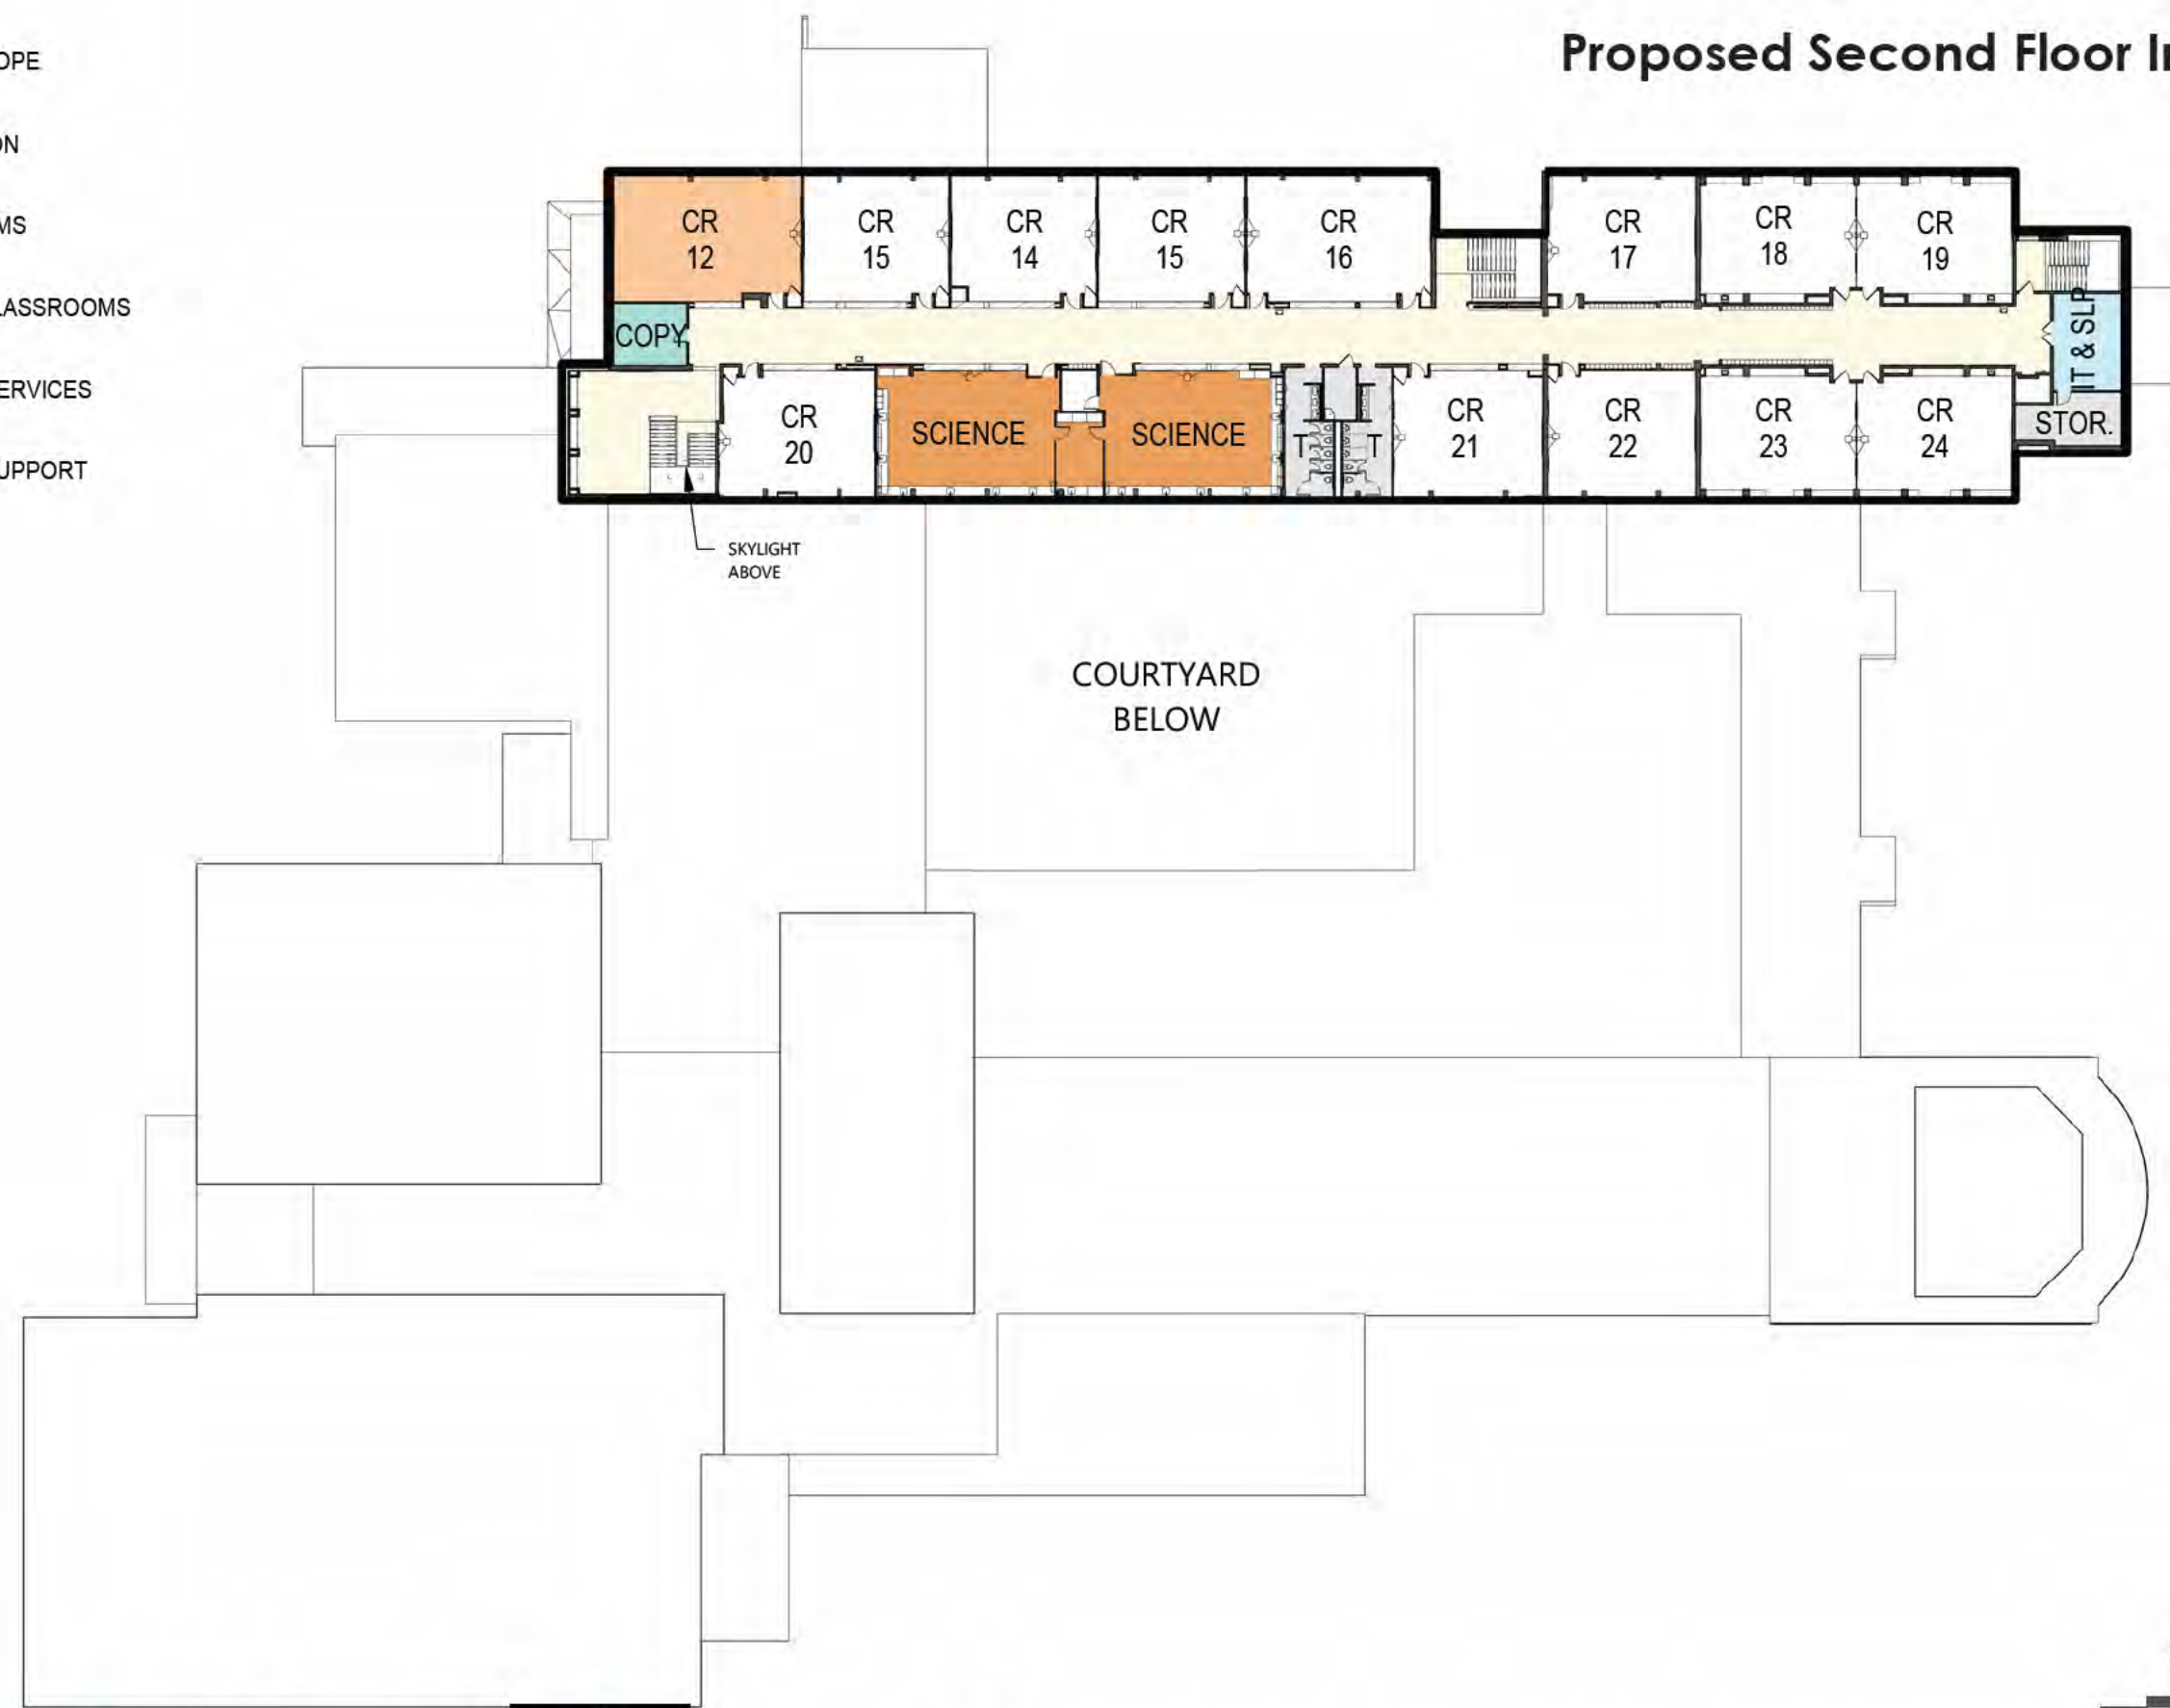 Proposed Second Floor I
OPE
ON
MS
LASSROOMS
ERVICES
UPPORT
CR
12
CR
15
CR
14
CR
15
CR
16
CR
17
CR
18
CR
19
COPY
IT & SLP
CR
20
SCIENCE
SCIENCE
T
T
CR
21
CR
22
CR
23
CR
24
STOR.
SKYLIGHT
ABOVE
COURTYARD
BELOW